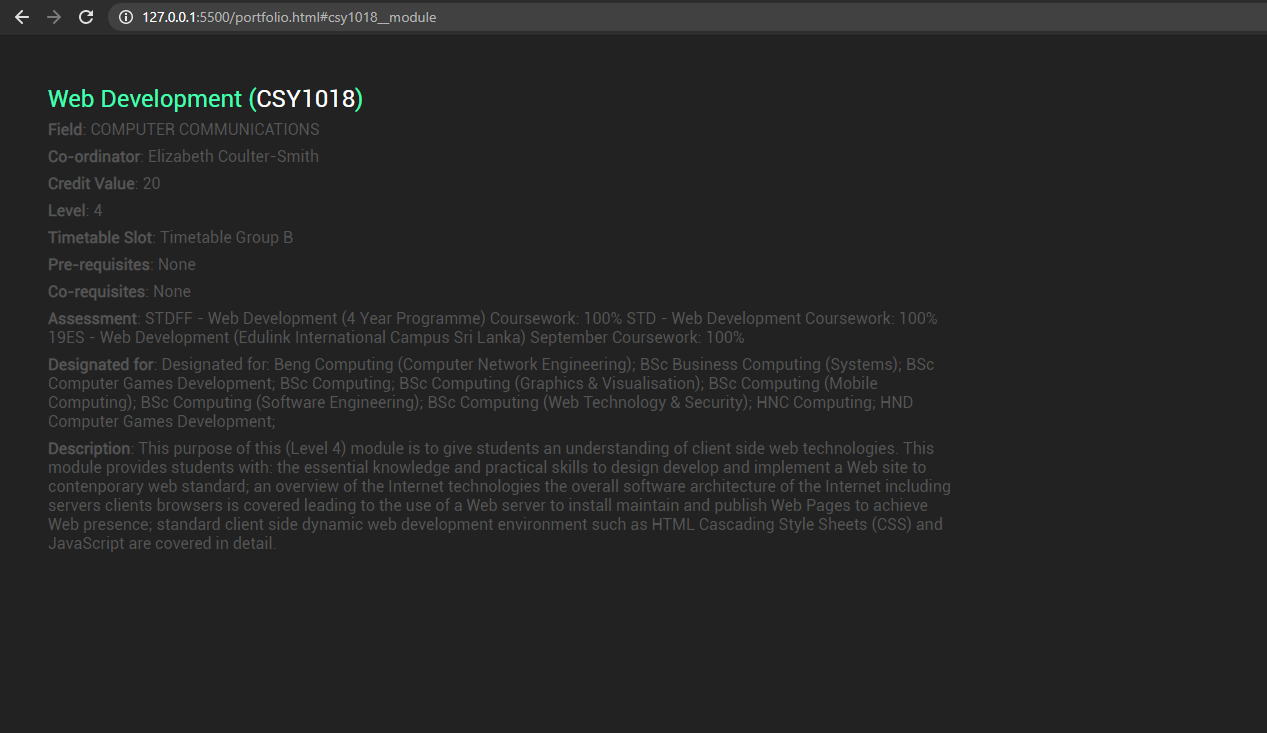 127.0.0.1:5500/portfolio.html#csy1018__module
Web Development (CSY1018)
Field: COMPUTER COMMUNICATIONS
Co-ordinator: Elizabeth Coulter-Smith
Credit Value: 20
Level: 4
Timetable Slot: Timetable Group B
Pre-requisites: None
Co-requisites: None
Assessment: STDFF - Web Development (4 Year Programme) Coursework: 100% STD - Web Development Coursework: 100%
19ES - Web Development (Edulink International Campus Sri Lanka) September Coursework: 100%
Designated for: Designated for: Beng Computing (Computer Network Engineering); BSc Business Computing (Systems); BSc
Computer Games Development; BSc Computing; BSc Computing (Graphics & Visualisation); BSc Computing (Mobile
Computing); BSc Computing (Software Engineering); BSc Computing (Web Technology & Security); HNC Computing; HND
Computer Games Development;
Description: This purpose of this (Level 4) module is to give students an understanding of client side web technologies. This
module provides students with: the essential knowledge and practical skills to design develop and implement a Web site to
contenporary web standard; an overview of the Internet technologies the overall software architecture of the Internet including
servers clients browsers is covered leading to the use of a Web server to install maintain and publish Web Pages to achieve
Web presence; standard client side dynamic web development environment such as HTML Cascading Style Sheets (CSS) and
JavaScript are covered in detail.